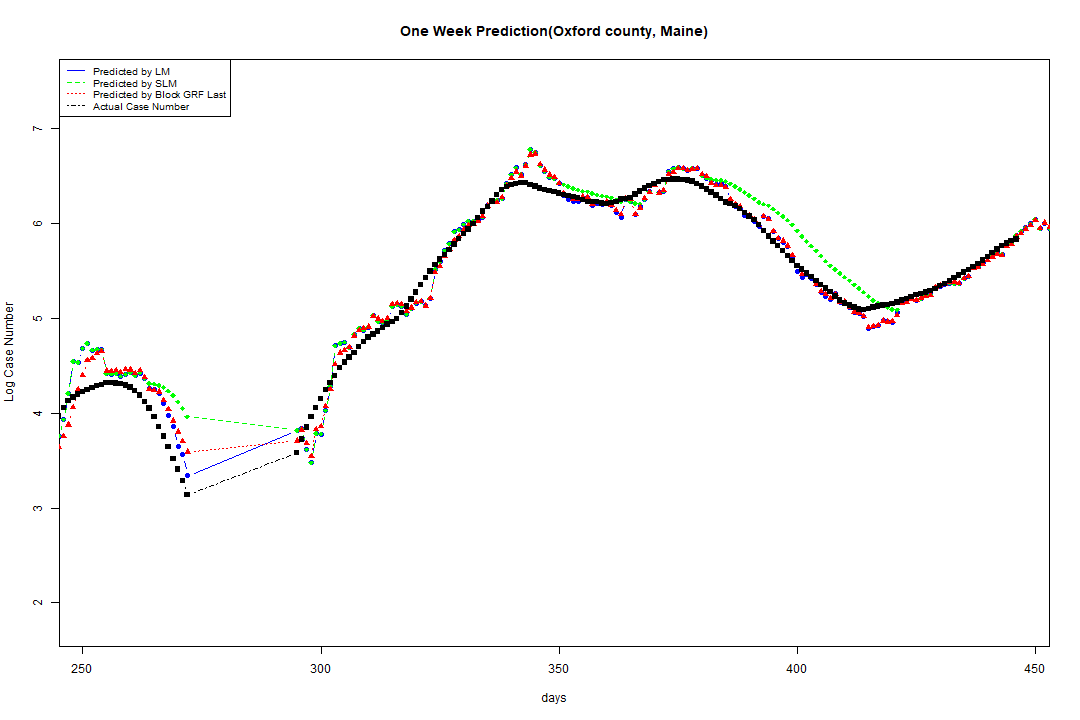 One Week Prediction(Oxford county, Maine)
Predicted by LM
Predicted by SLM
Predicted by Block GRF Last
Actual Case Number
Log Case Number
7
6
5
4
3
2
250 300 350 400 450
days